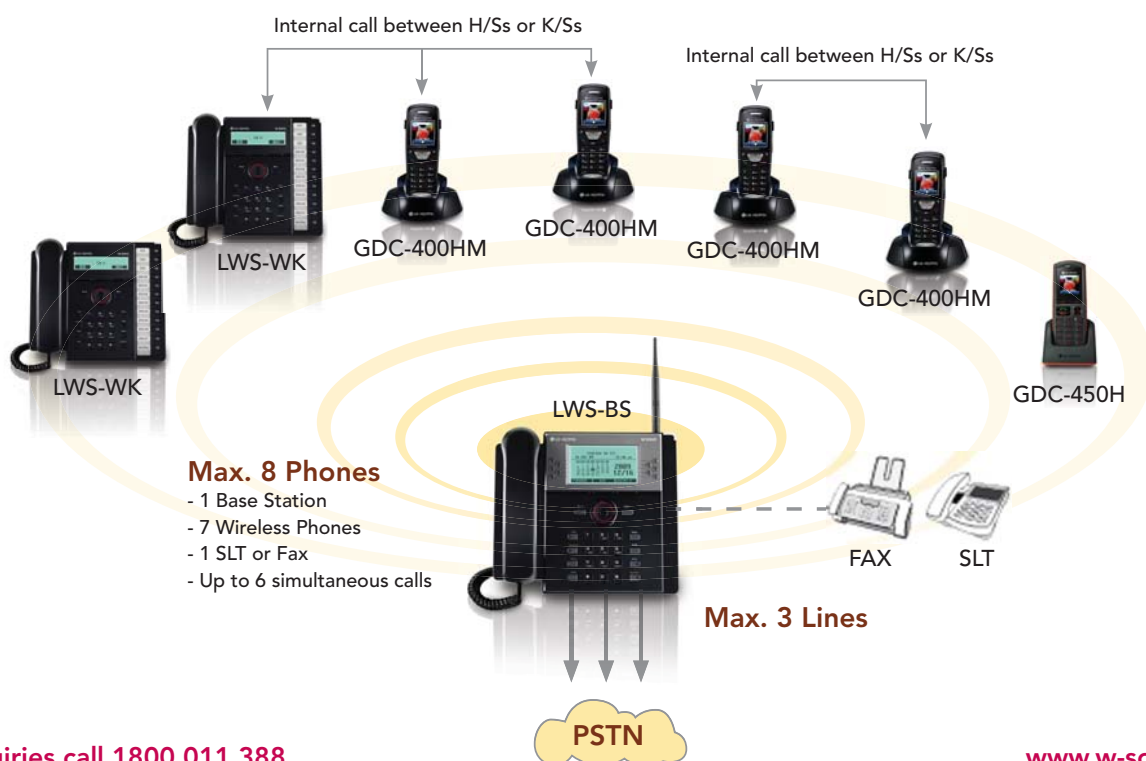 Internal call between H/Ss or K/Ss
Internal call between H/Ss or K/Ss
LWS-WK
GDC-400HM
GDC-400HM
GDC-400HM
GDC-400HM
LWS-WK
GDC-450H
LWS-BS
Max. 8 Phones
- 1 Base Station
- 7 Wireless Phones
- 1 SLT or Fax
- Up to 6 simultaneous calls
FAX
SLT
Max. 3 Lines
PSTN
call 1800 011 388